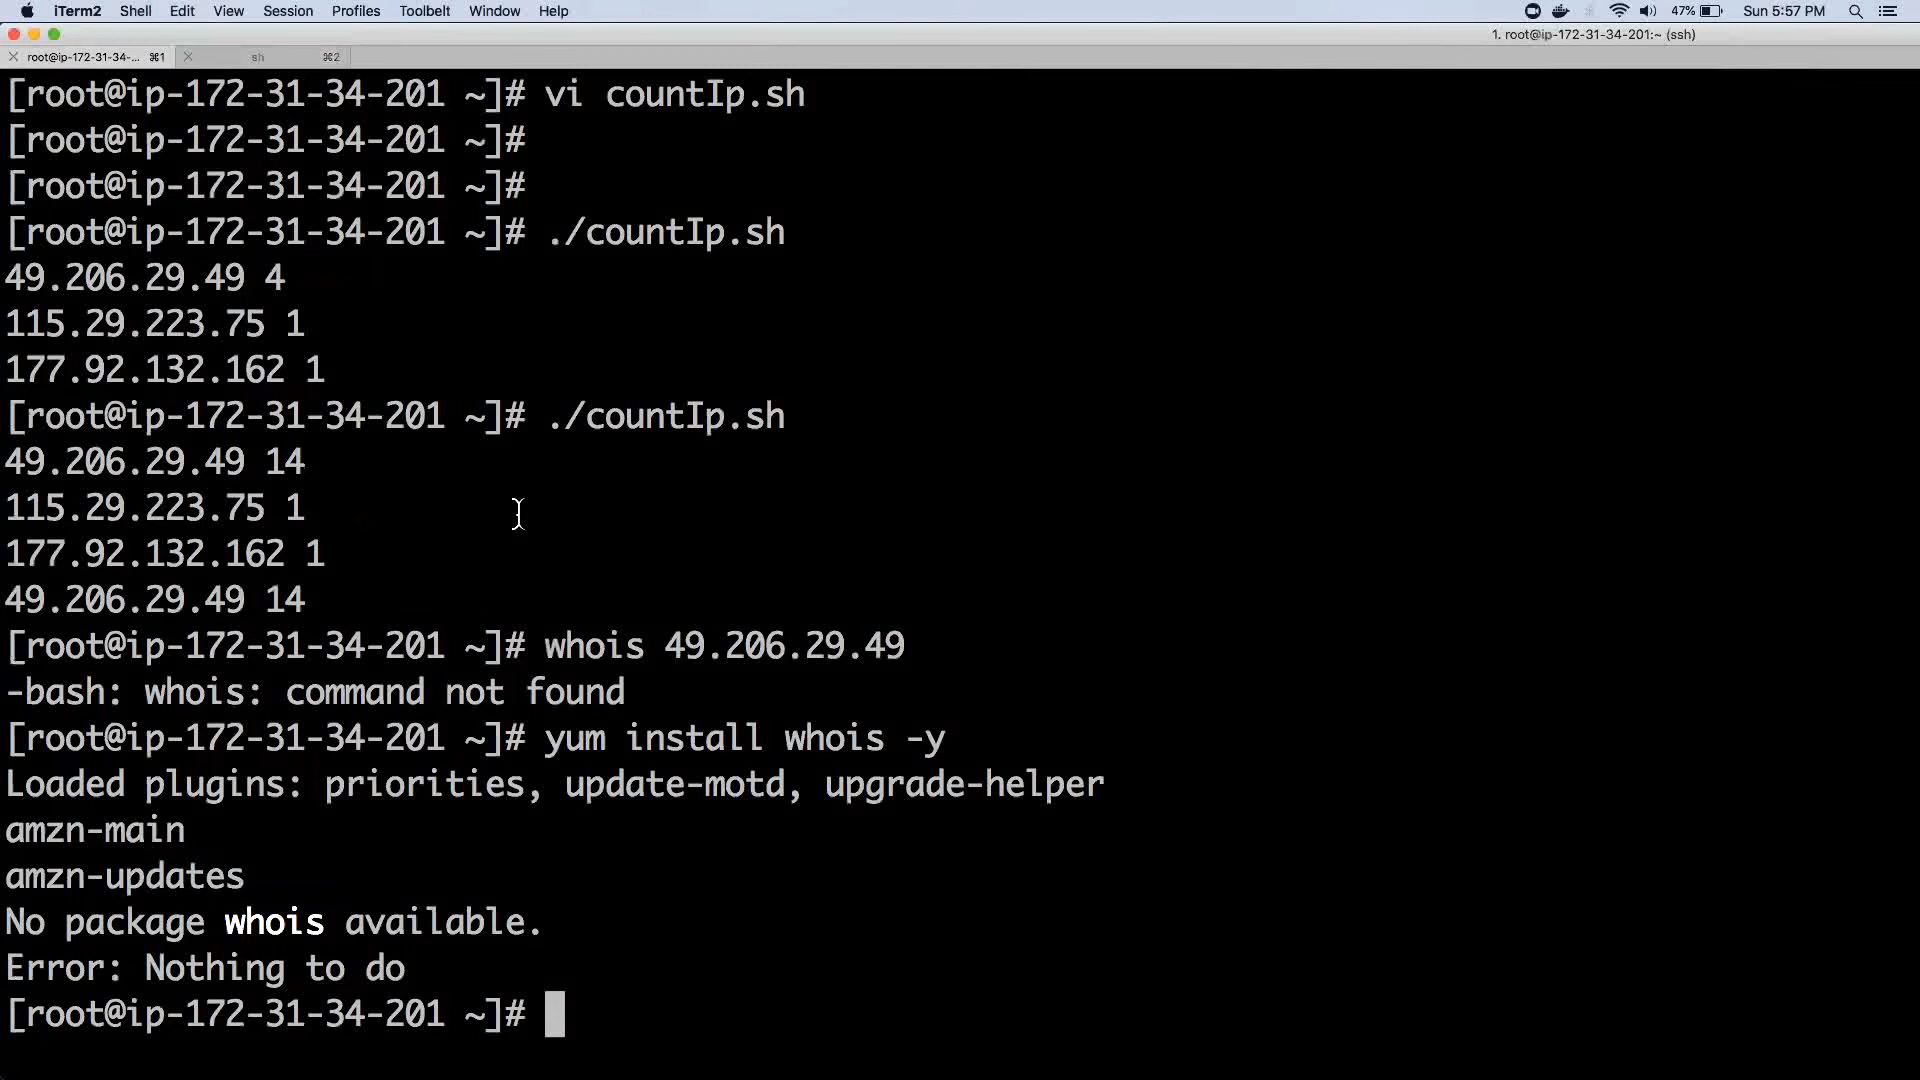 iTerm2 Shell Edit View Session Profiles Toolbelt Window Help 47% Sun 5:57 PM
1. root@ip-172-31-34-201:~ (ssh)
root@ip-172-31-34-... ⌘1 sh ⌘2
[root@ip-172-31-34-201 ~]# vi countIp.sh
[root@ip-172-31-34-201 ~]#
[root@ip-172-31-34-201 ~]#
[root@ip-172-31-34-201 ~]# ./countIp.sh
49.206.29.49 4
115.29.223.75 1
177.92.132.162 1
[root@ip-172-31-34-201 ~]# ./countIp.sh
49.206.29.49 14
115.29.223.75 1
177.92.132.162 1
49.206.29.49 14
[root@ip-172-31-34-201 ~]# whois 49.206.29.49
-bash: whois: command not found
[root@ip-172-31-34-201 ~]# yum install whois -y
Loaded plugins: priorities, update-motd, upgrade-helper
amzn-main
amzn-updates
No package whois available.
Error: Nothing to do
[root@ip-172-31-34-201 ~]#